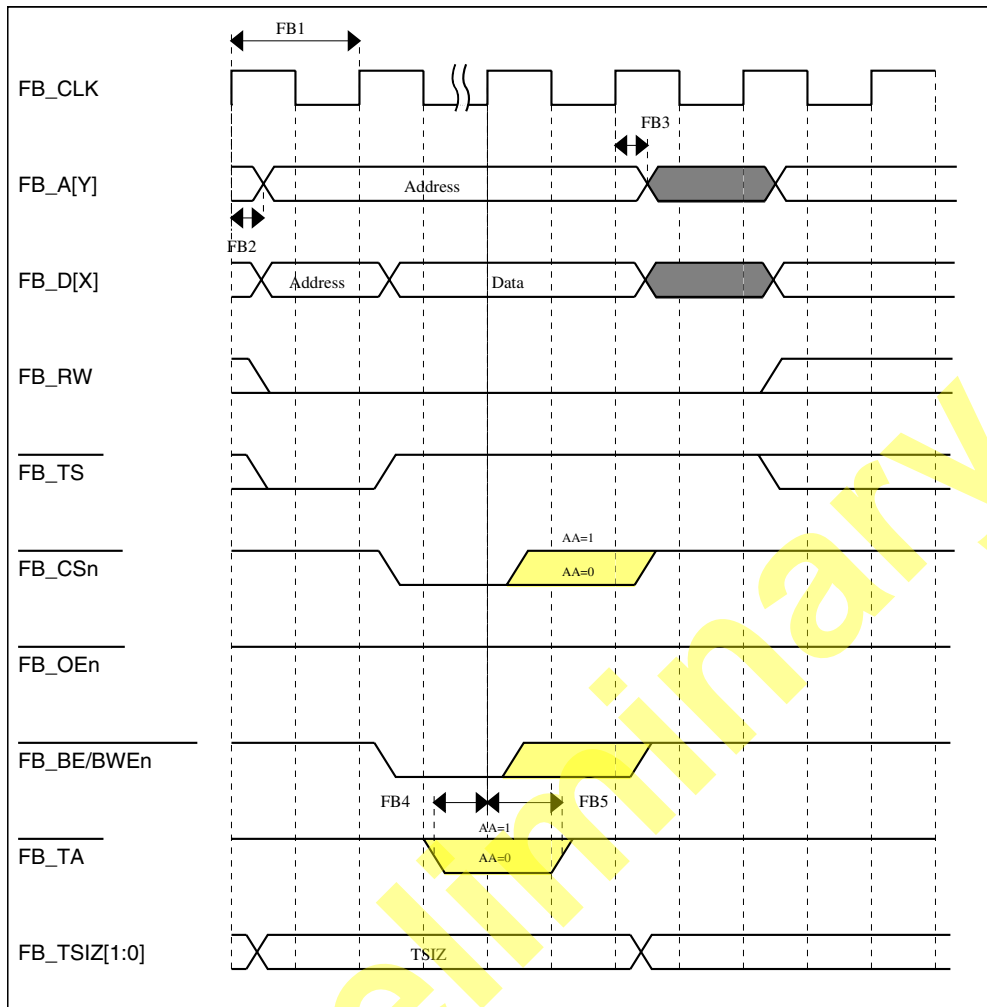 FB1
FB_CLK
FB3
FB_A[Y]
Address
FB2
FB_D[X]
Address
Data
FB_RW
FB_TS
AA=1
FB_CSn
AA=0
FB_OEn
FB_BE/BWEn
FB4
FB5
AA=1
FB_TA
AA=0
FB_TSIZ[1:0]
TSIZ
eliminary